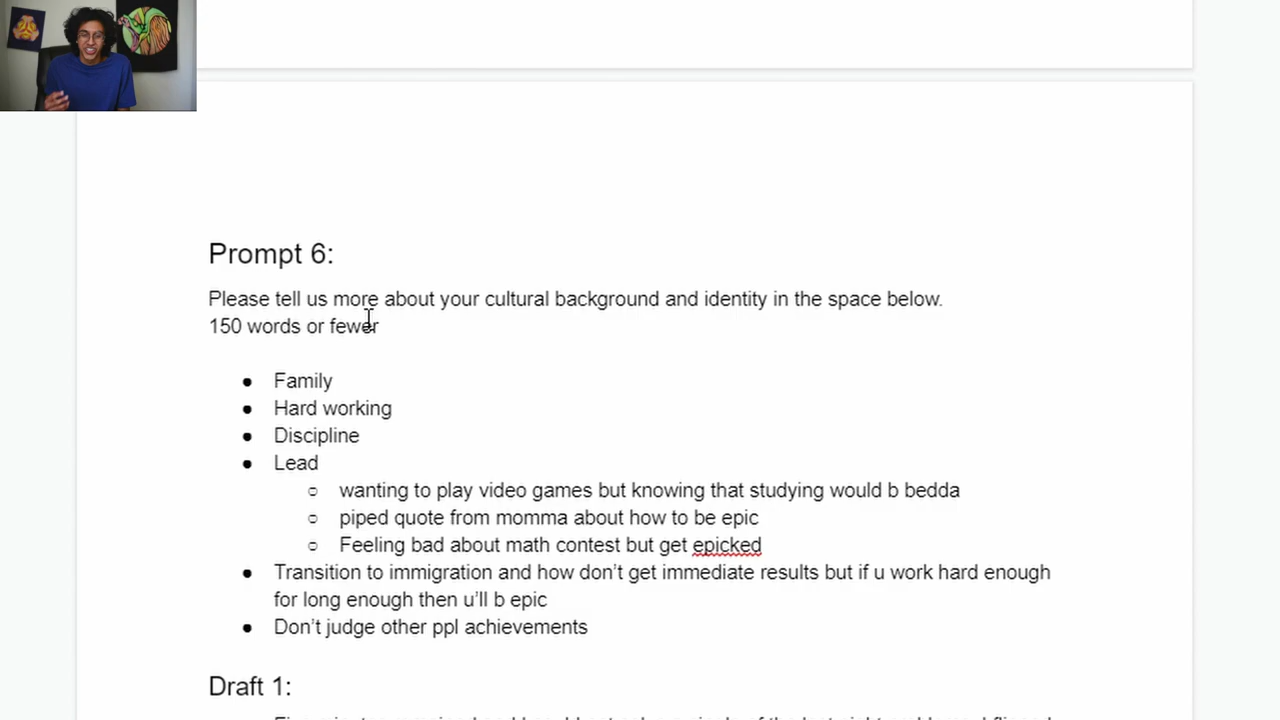 Prompt 6:
Please tell us more about your cultural background and identity in the space below.
150 words or fewer
● Family
● Hard working
● Discipline
● Lead
○ wanting to play video games but knowing that studying would b bedda
○ piped quote from momma about how to be epic
○ Feeling bad about math contest but get epicked
● Transition to immigration and how don't get immediate results but if u work hard enough
for long enough then u'll b epic
● Don't judge other ppl achievements
Draft 1: